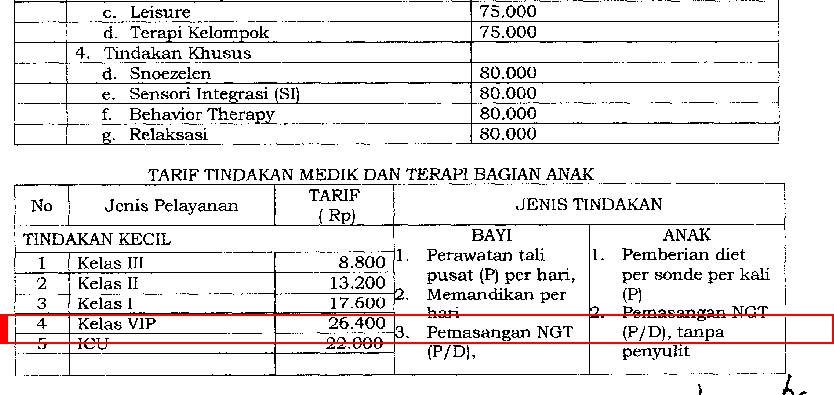 c. Leisure 75.000
d. Terapi Kelompok 75.000
4. Tindakan Khusus
d. Snoezelen 80.000
e. Sensori Integrasi (SI) 80.000
f. Behavior Therapy 80.000
g. Relaksasi 80.000
TARIF TINDAKAN MEDIK DAN TERAPI BAGIAN ANAK
No Jenis Pelayanan TARIF (Rp) JENIS TINDAKAN
TINDAKAN KECIL BAYI ANAK
1 Kelas III 8.800
2 Kelas II 13.200
3 Kelas I 17.600
4 Kelas VIP 26.400
5 ICU 22.000
1. Perawatan tali
pusat (P) per hari,
2. Memandikan per
hari
3. Pemasangan NGT
(P/D),
1. Pemberian diet
per sonde per kali
(P)
2. Pemasangan NGT
(P/D), tanpa
penyulit